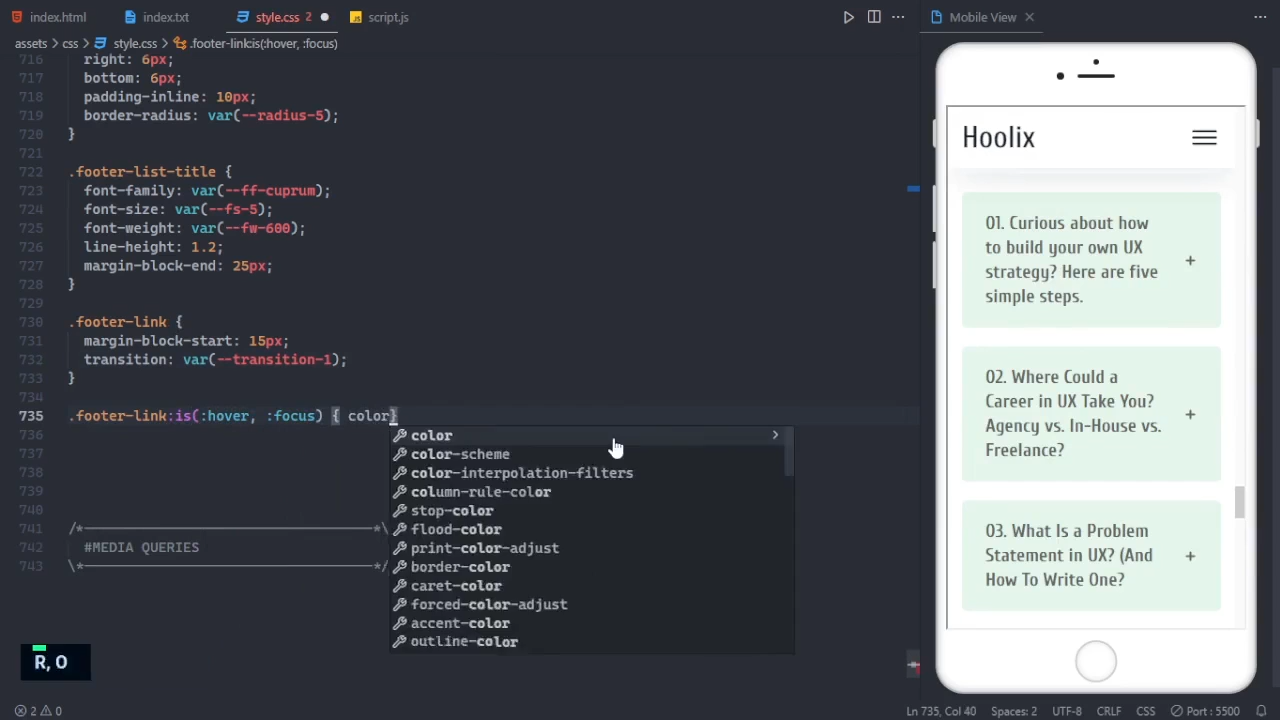 index.html
index.txt
style.css 2
script.js
Mobile View
assets > css > style.css > .footer-link:is(:hover, :focus)
716 right: 6px;
717 bottom: 6px;
718 padding-inline: 10px;
719 border-radius: var(--radius-5);
720 }
721
722 .footer-list-title {
723 font-family: var(--ff-cuprum);
724 font-size: var(--fs-5);
725 font-weight: var(--fw-600);
726 line-height: 1.2;
727 margin-block-end: 25px;
728 }
729
730 .footer-link {
731 margin-block-start: 15px;
732 transition: var(--transition-1);
733 }
734
735 .footer-link:is(:hover, :focus) { color}
736
737
738
739
740
741 /*-----------------------------------*\
742 #MEDIA QUERIES
743 \*-----------------------------------*/
color
color-scheme
color-interpolation-filters
column-rule-color
stop-color
flood-color
print-color-adjust
border-color
caret-color
forced-color-adjust
accent-color
outline-color
R, O
Hoolix
01. Curious about how
to build your own UX
strategy? Here are five
simple steps.
+
02. Where Could a
Career in UX Take You?
Agency vs. In-House vs.
Freelance?
+
03. What Is a Problem
Statement in UX? (And
How To Write One?
+
2 0
Ln 735, Col 40
Spaces: 2
UTF-8
CRLF
CSS
Port : 5500